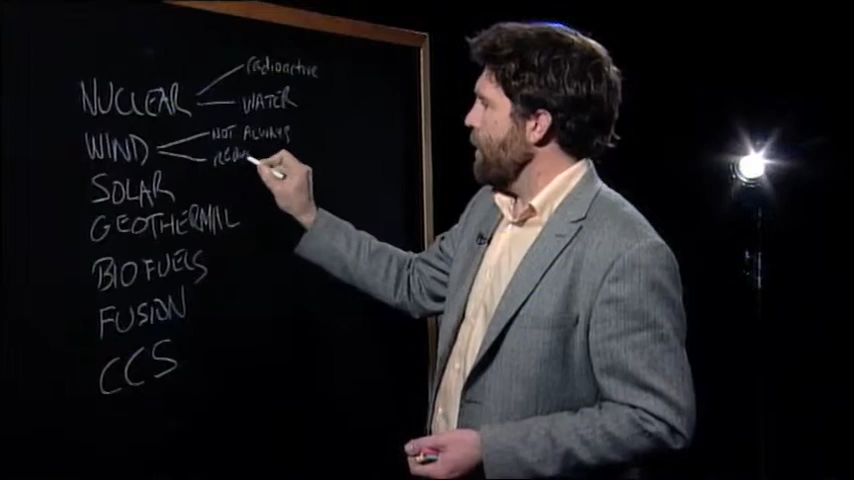 NUCLEAR radioactive
WATER
WIND NOT ALWAYS
SOLAR
GEOTHERMAL
BIOFUELS
FUSION
CCS